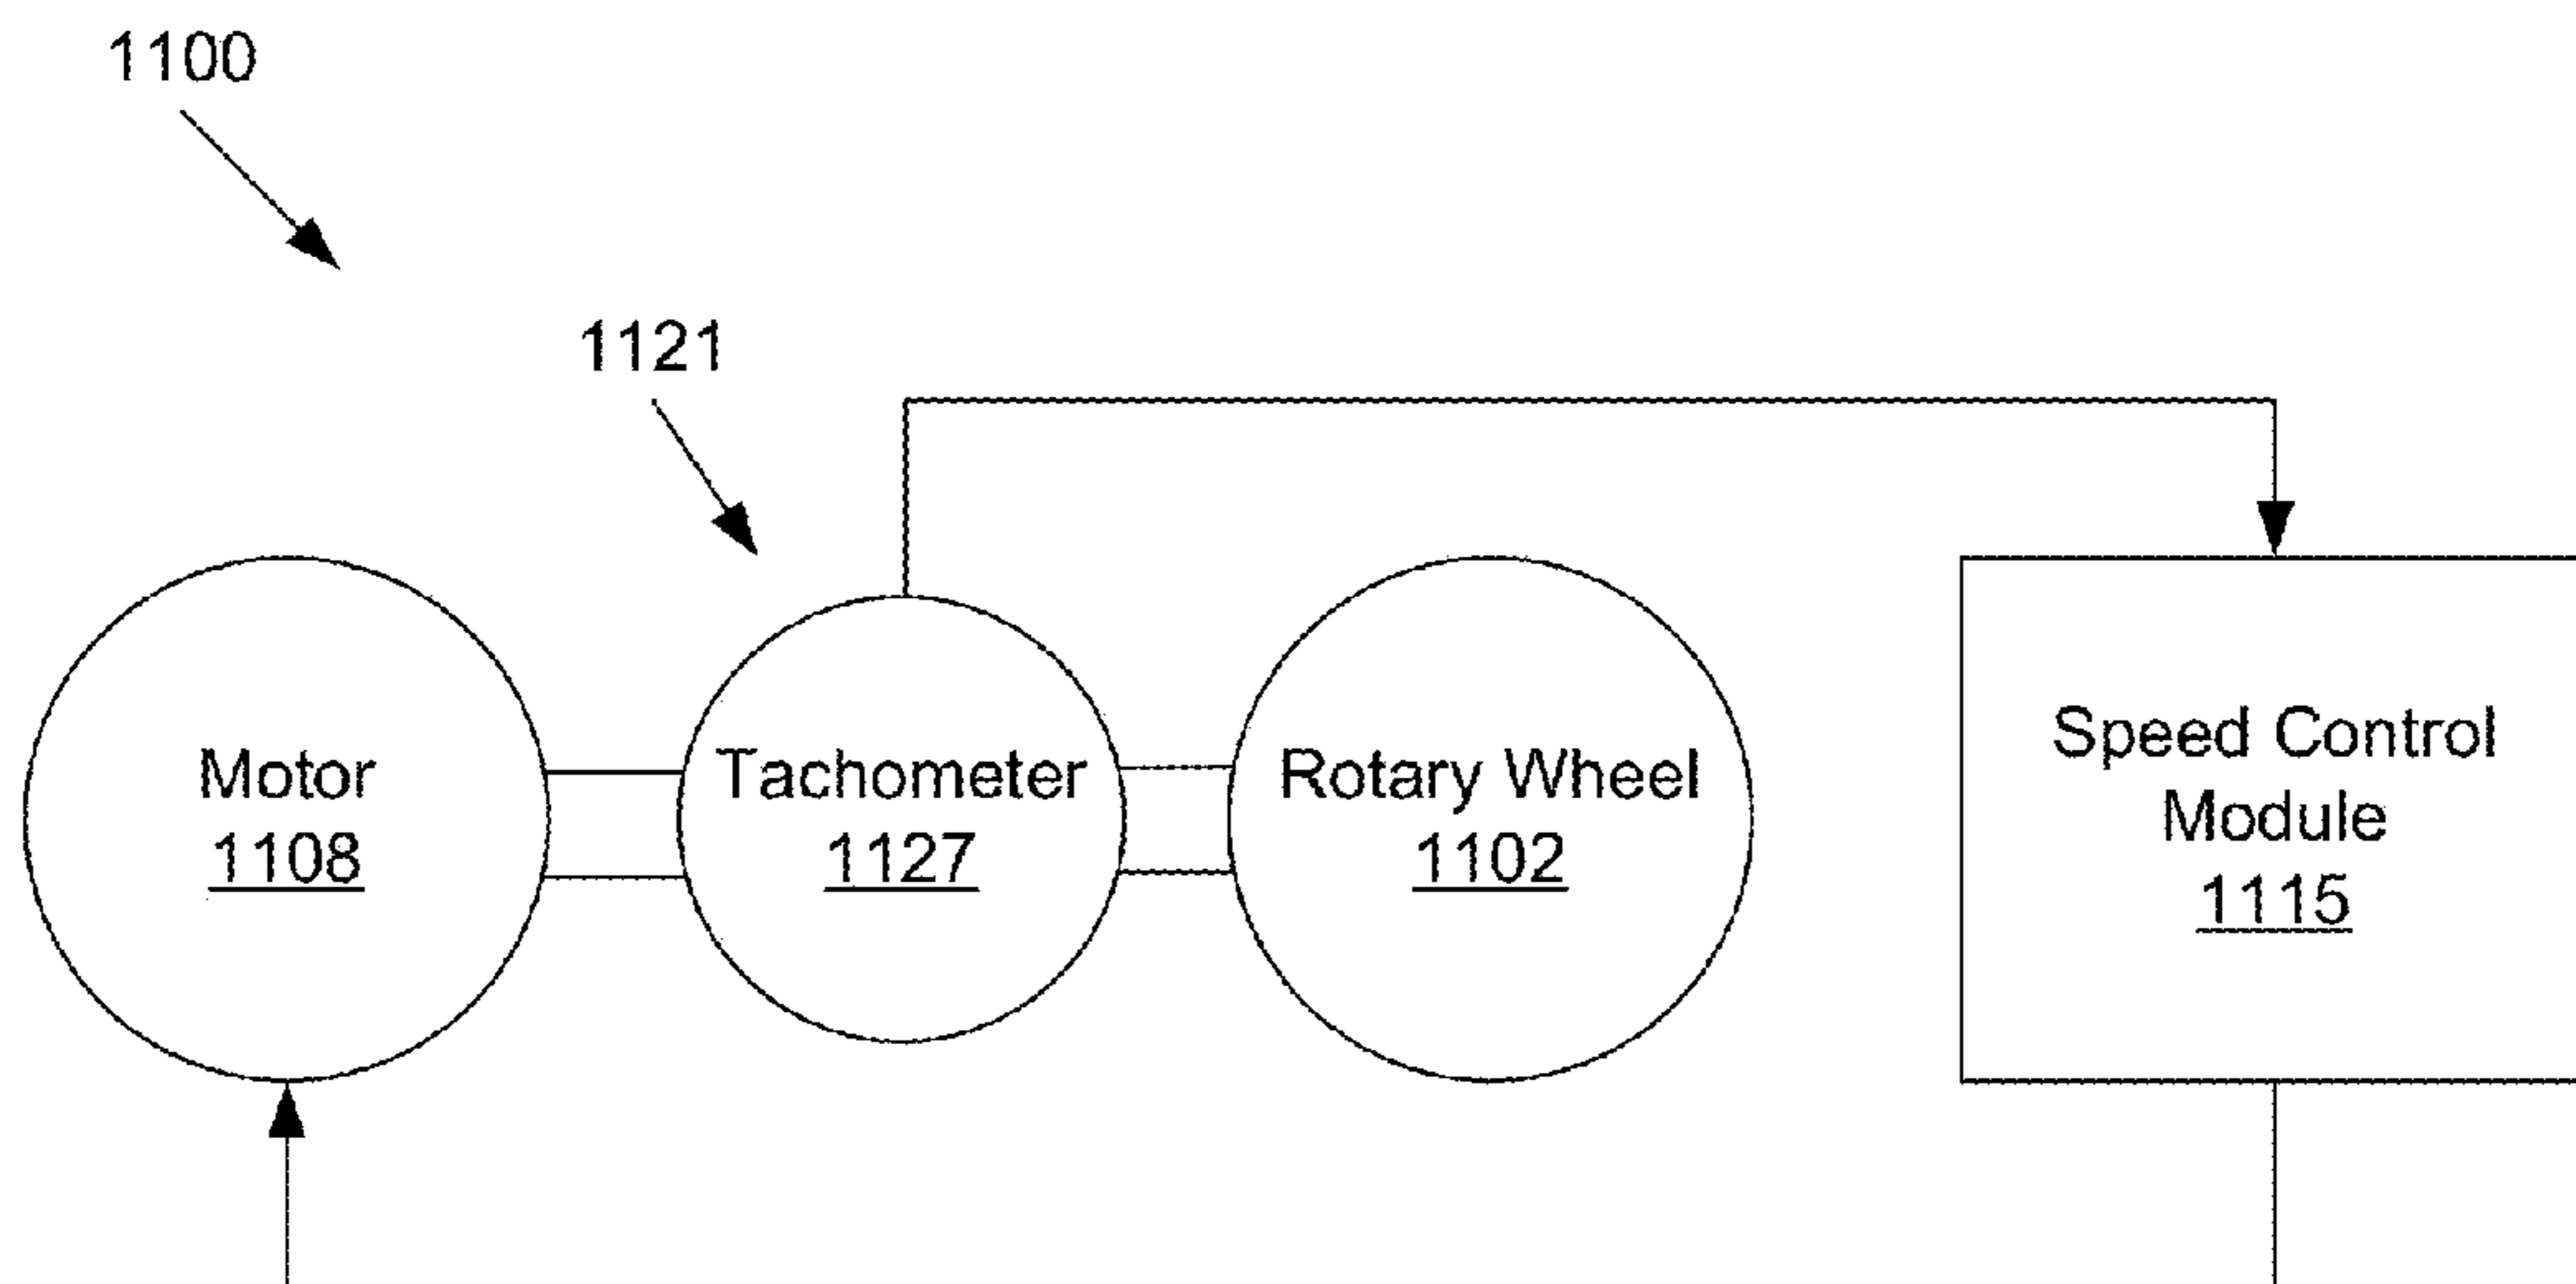 1100
1121
Motor
1108
Tachometer
1127
Rotary Wheel
1102
Speed Control
Module
1115